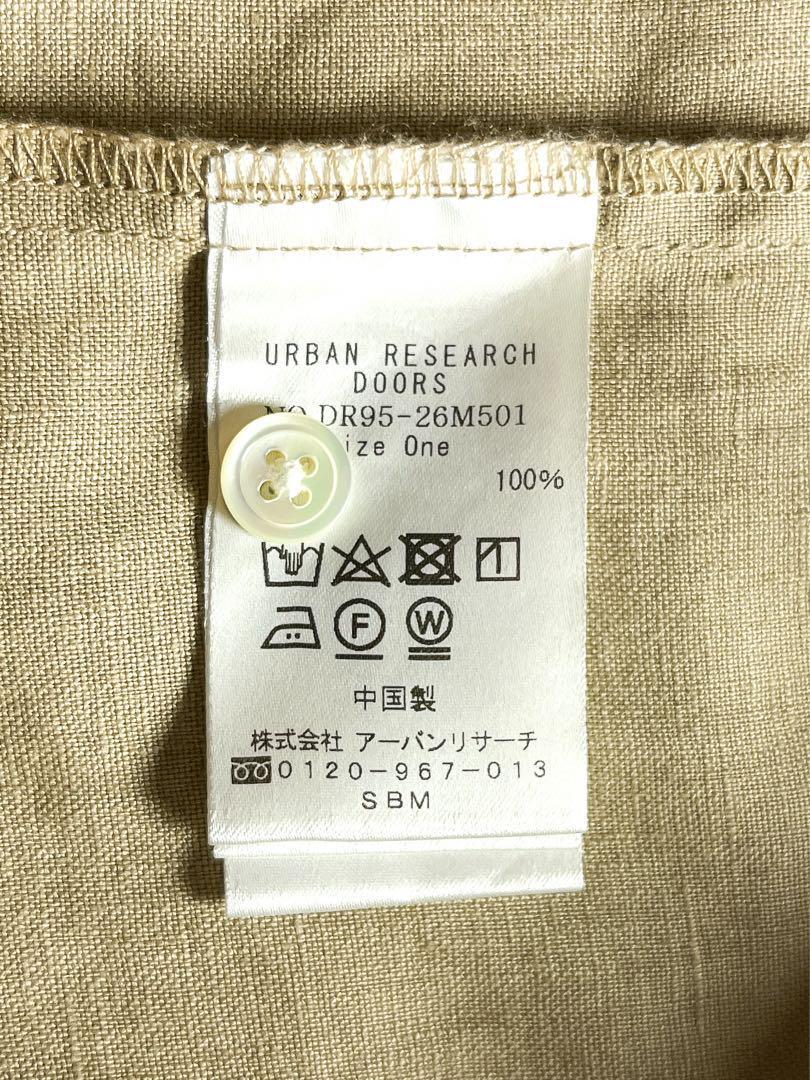 URBAN RESEARCH
DOORS
DR95-26M501
One
100%
F W
中国製
株式会社 アーバンリサーチ
0120-967-013
SBM